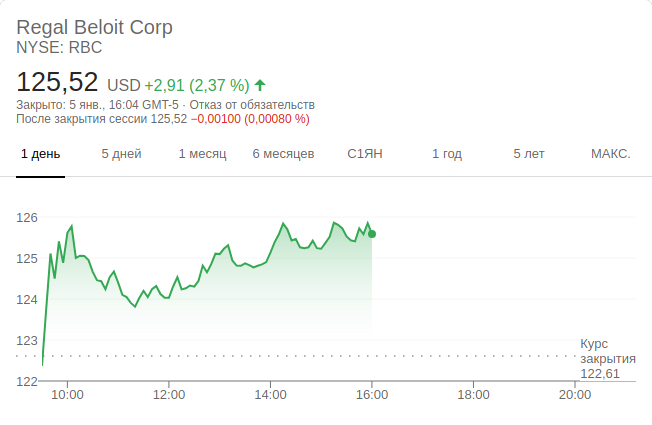 Regal Beloit Corp
NYSE: RBC
125,52 USD +2,91 (2,37 %)
Закрыто: 5 янв., 16:04 GMT-5 · Отказ от обязательств
После закрытия сессии 125,52 −0,00100 (0,00080 %)
1 день 5 дней 1 месяц 6 месяцев С1ЯН 1 год 5 лет МАКС.
126
125
124
123
Курс
закрытия
122,61
122
10:00 12:00 14:00 16:00 18:00 20:00